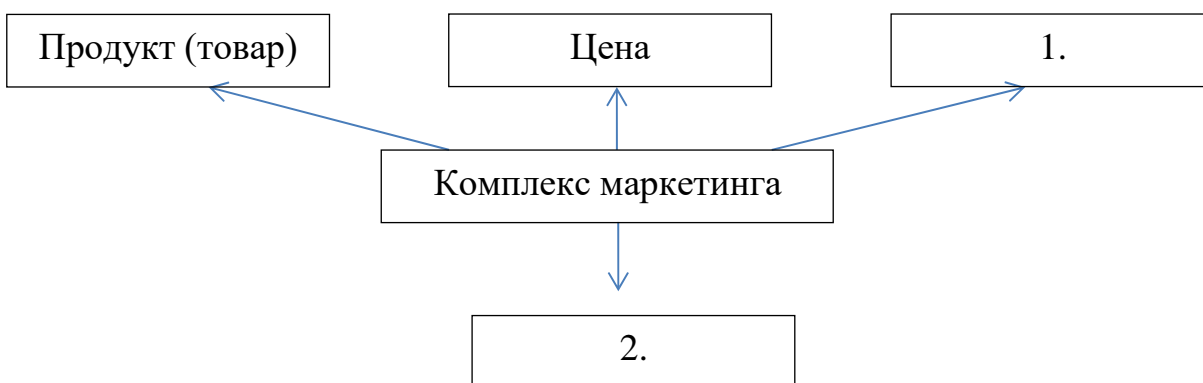 Продукт (товар)
Цена
1.
Комплекс маркетинга
2.